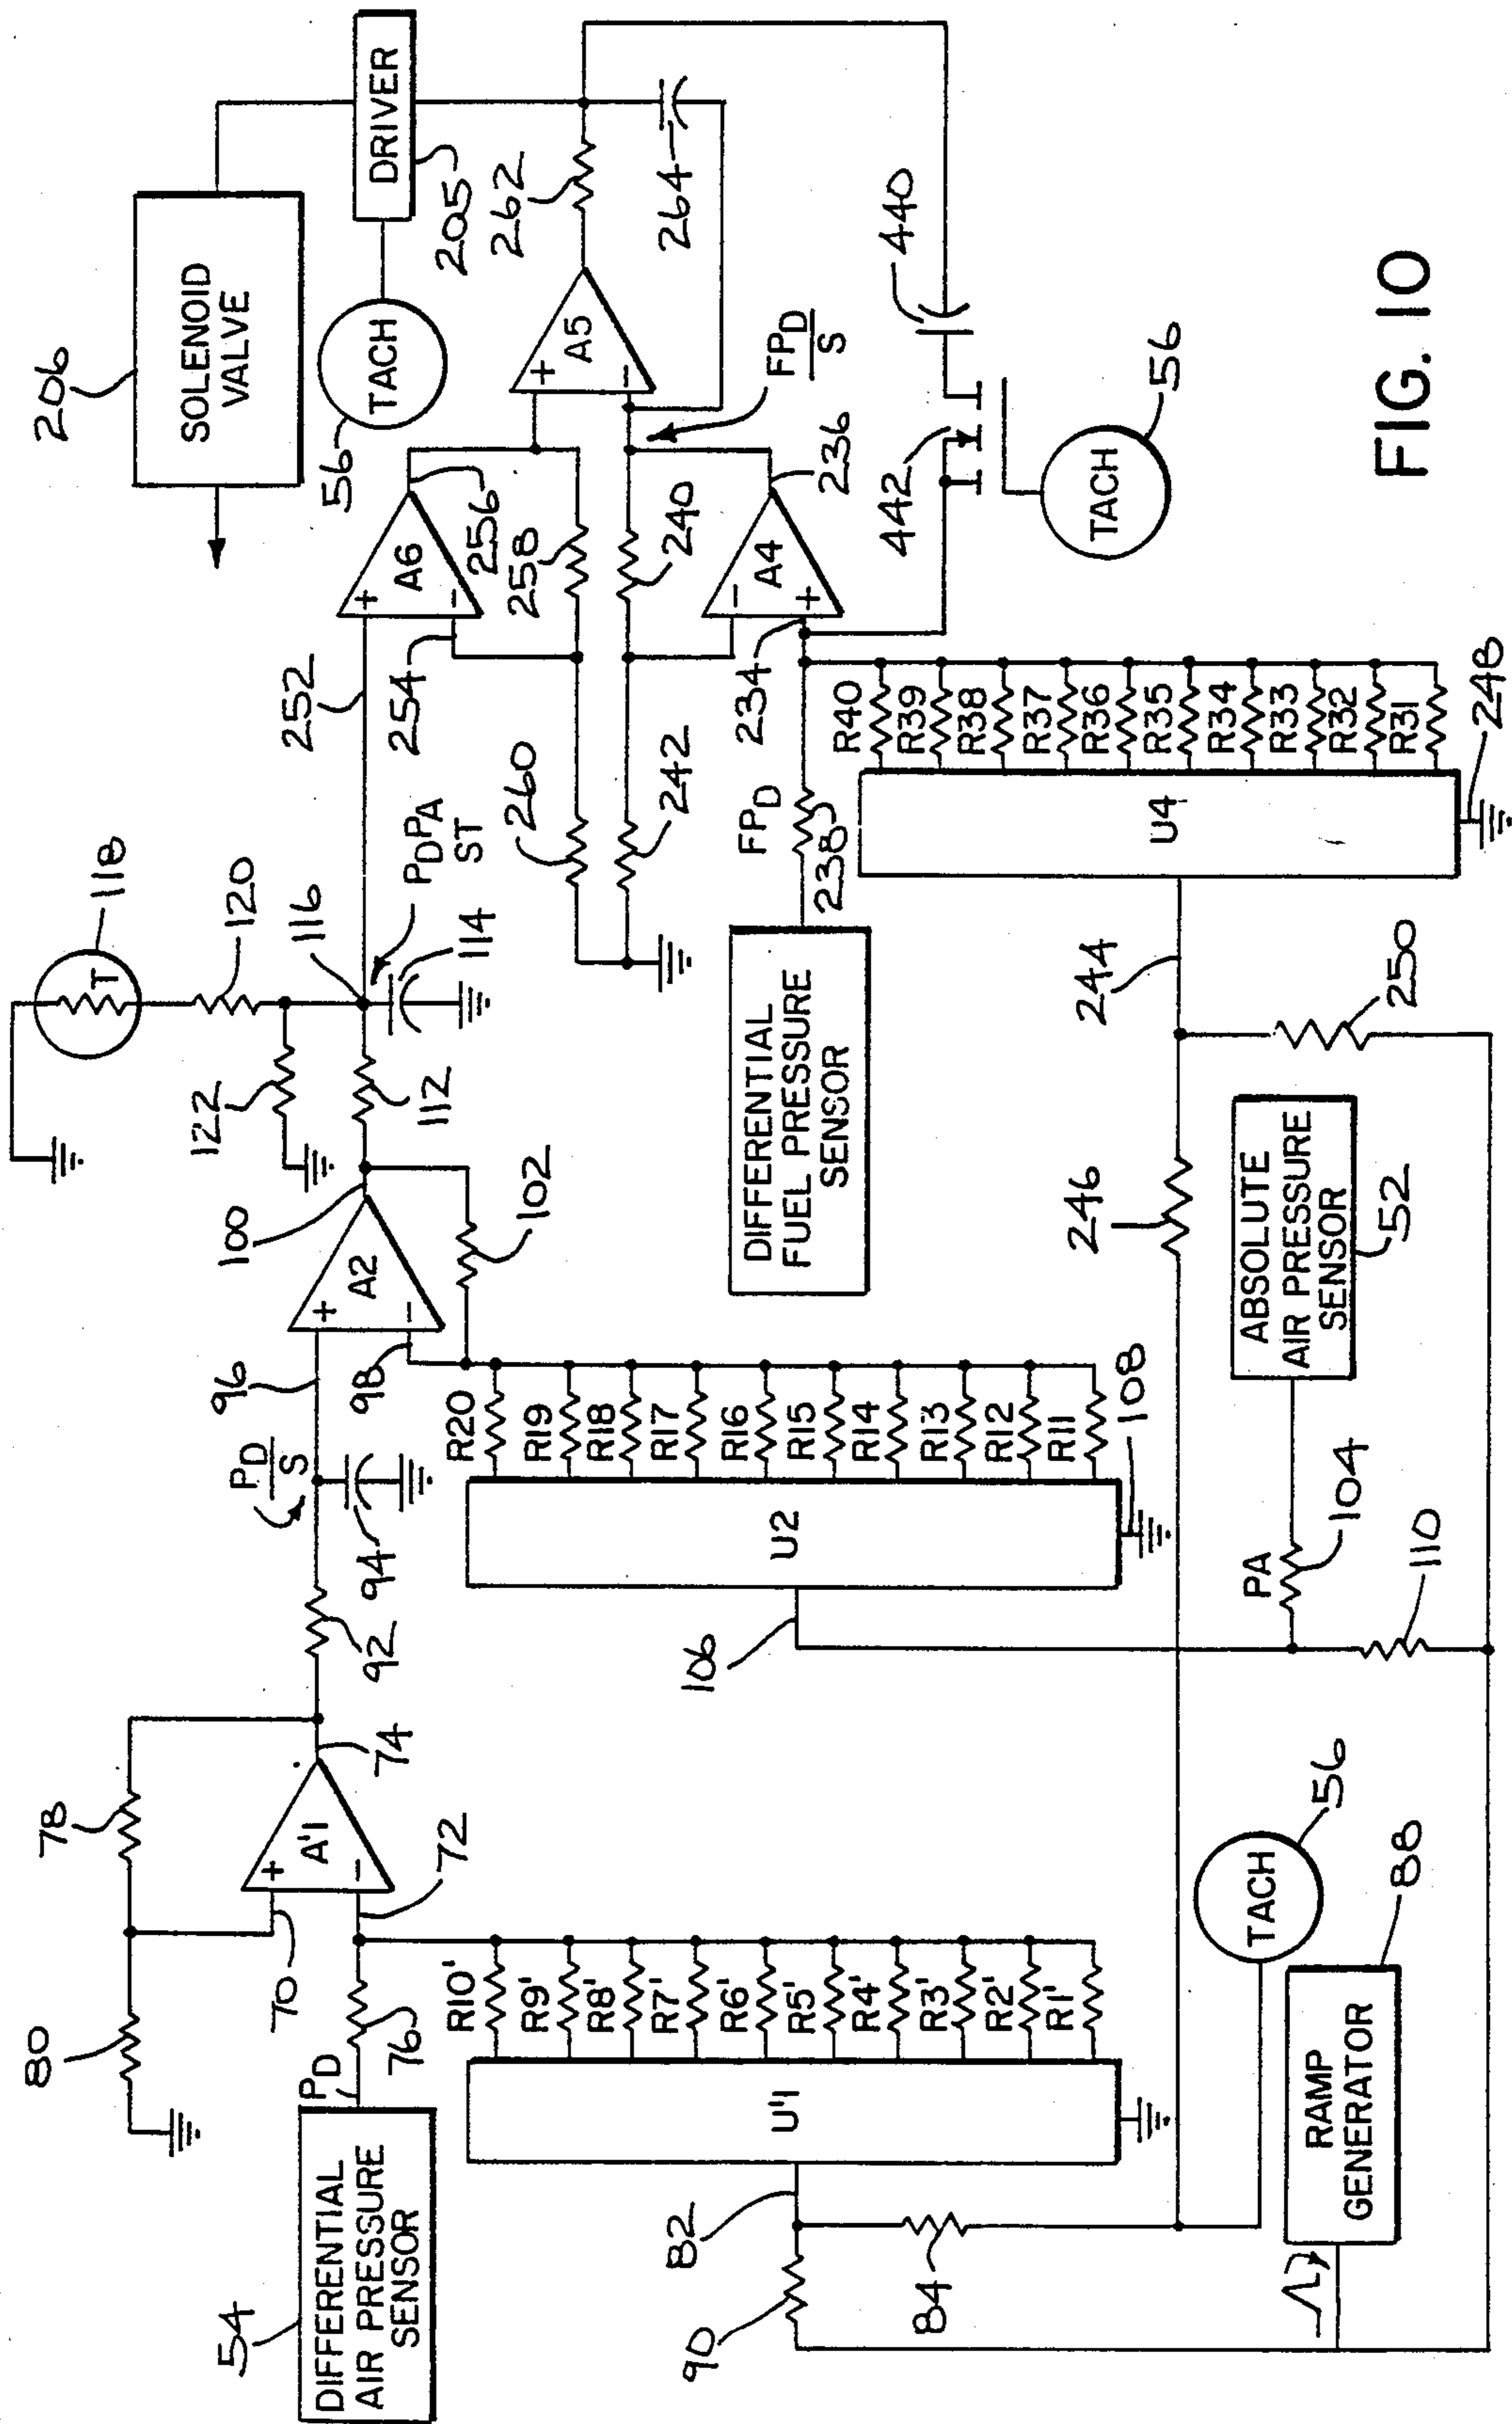 206
SOLENOID
VALVE
56
TACH
DRIVER
205
262
264
A5
+
−
FPD
S
440
442
TACH
56
236
256
A6
+
−
258
240
A4
−
+
234
252
254
260
242
FPD
238
DIFFERENTIAL
FUEL PRESSURE
SENSOR
R40
R39
R38
R37
R36
R35
R34
R33
R32
R31
U4
248
244
250
246
118
T
120
116
PDPA
ST
114
122
112
100
102
A2
+
−
96
98
PD
S
94
92
R20
R19
R18
R17
R16
R15
R14
R13
R12
R11
U2
108
106
ABSOLUTE
AIR PRESSURE
SENSOR
52
PA
104
110
78
80
A'1
+
−
70
72
74
PD
76
54
DIFFERENTIAL
AIR PRESSURE
SENSOR
R10'
R9'
R8'
R7'
R6'
R5'
R4'
R3'
R2'
R1'
U'1
82
84
90
TACH
56
RAMP
GENERATOR
88
FIG. 10